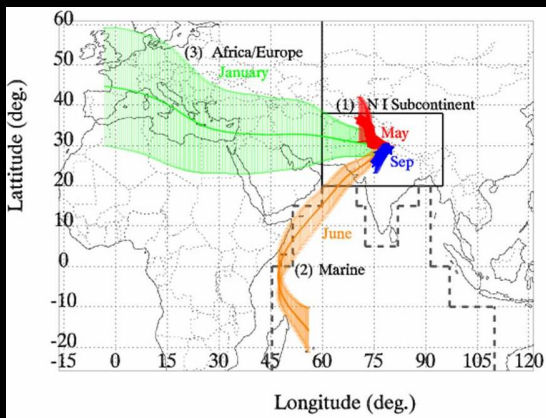 60
50
40
30
20
10
0
-10
-20
-15 0 15 30 45 60 75 90 105 120
Lattitude (deg.)
Longitude (deg.)
(3) Africa/Europe
January
(1) N I Subcontinent
May
Sep
June
(2) Marine